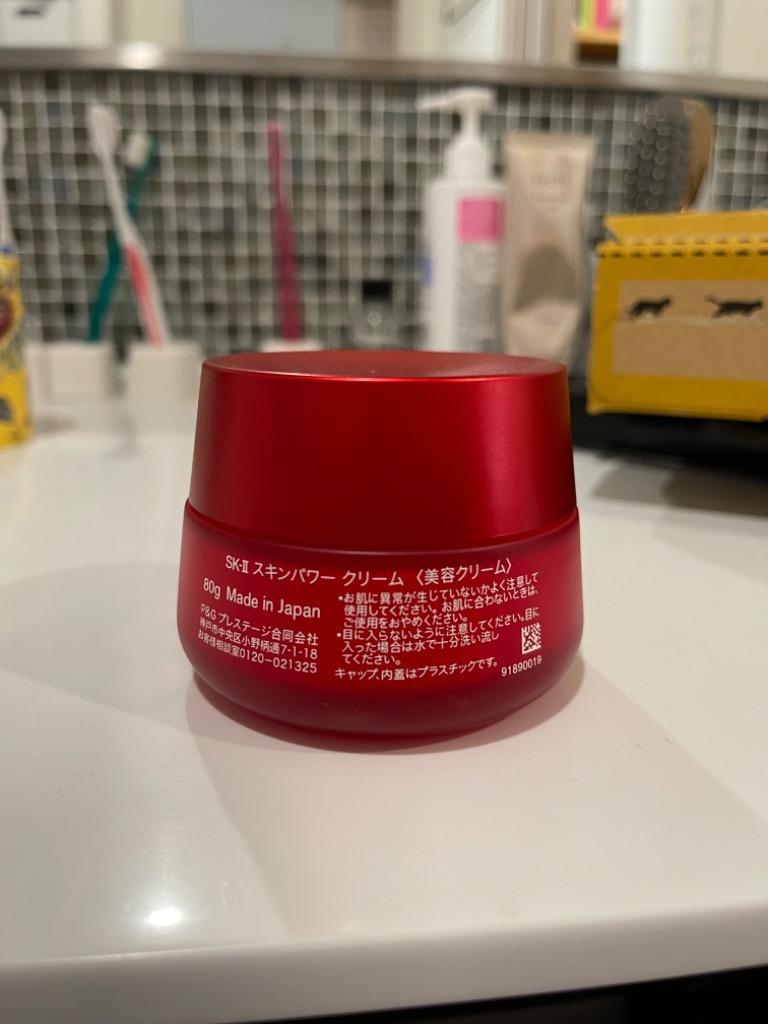 SK-II スキンパワー クリーム 〈美容クリーム〉
80g Made in Japan
P&G プレステージ合同会社
神戸市中央区小野柄通7-1-18
お客様相談室0120-021325
•お肌に異常が生じていないかよく注意して
使用してください。お肌に合わないときは、
ご使用をおやめください。
•目に入らないように注意してください。目に
入った場合は水で十分洗い流し
てください。
キャップ、内蓋はプラスチックです。
91890019